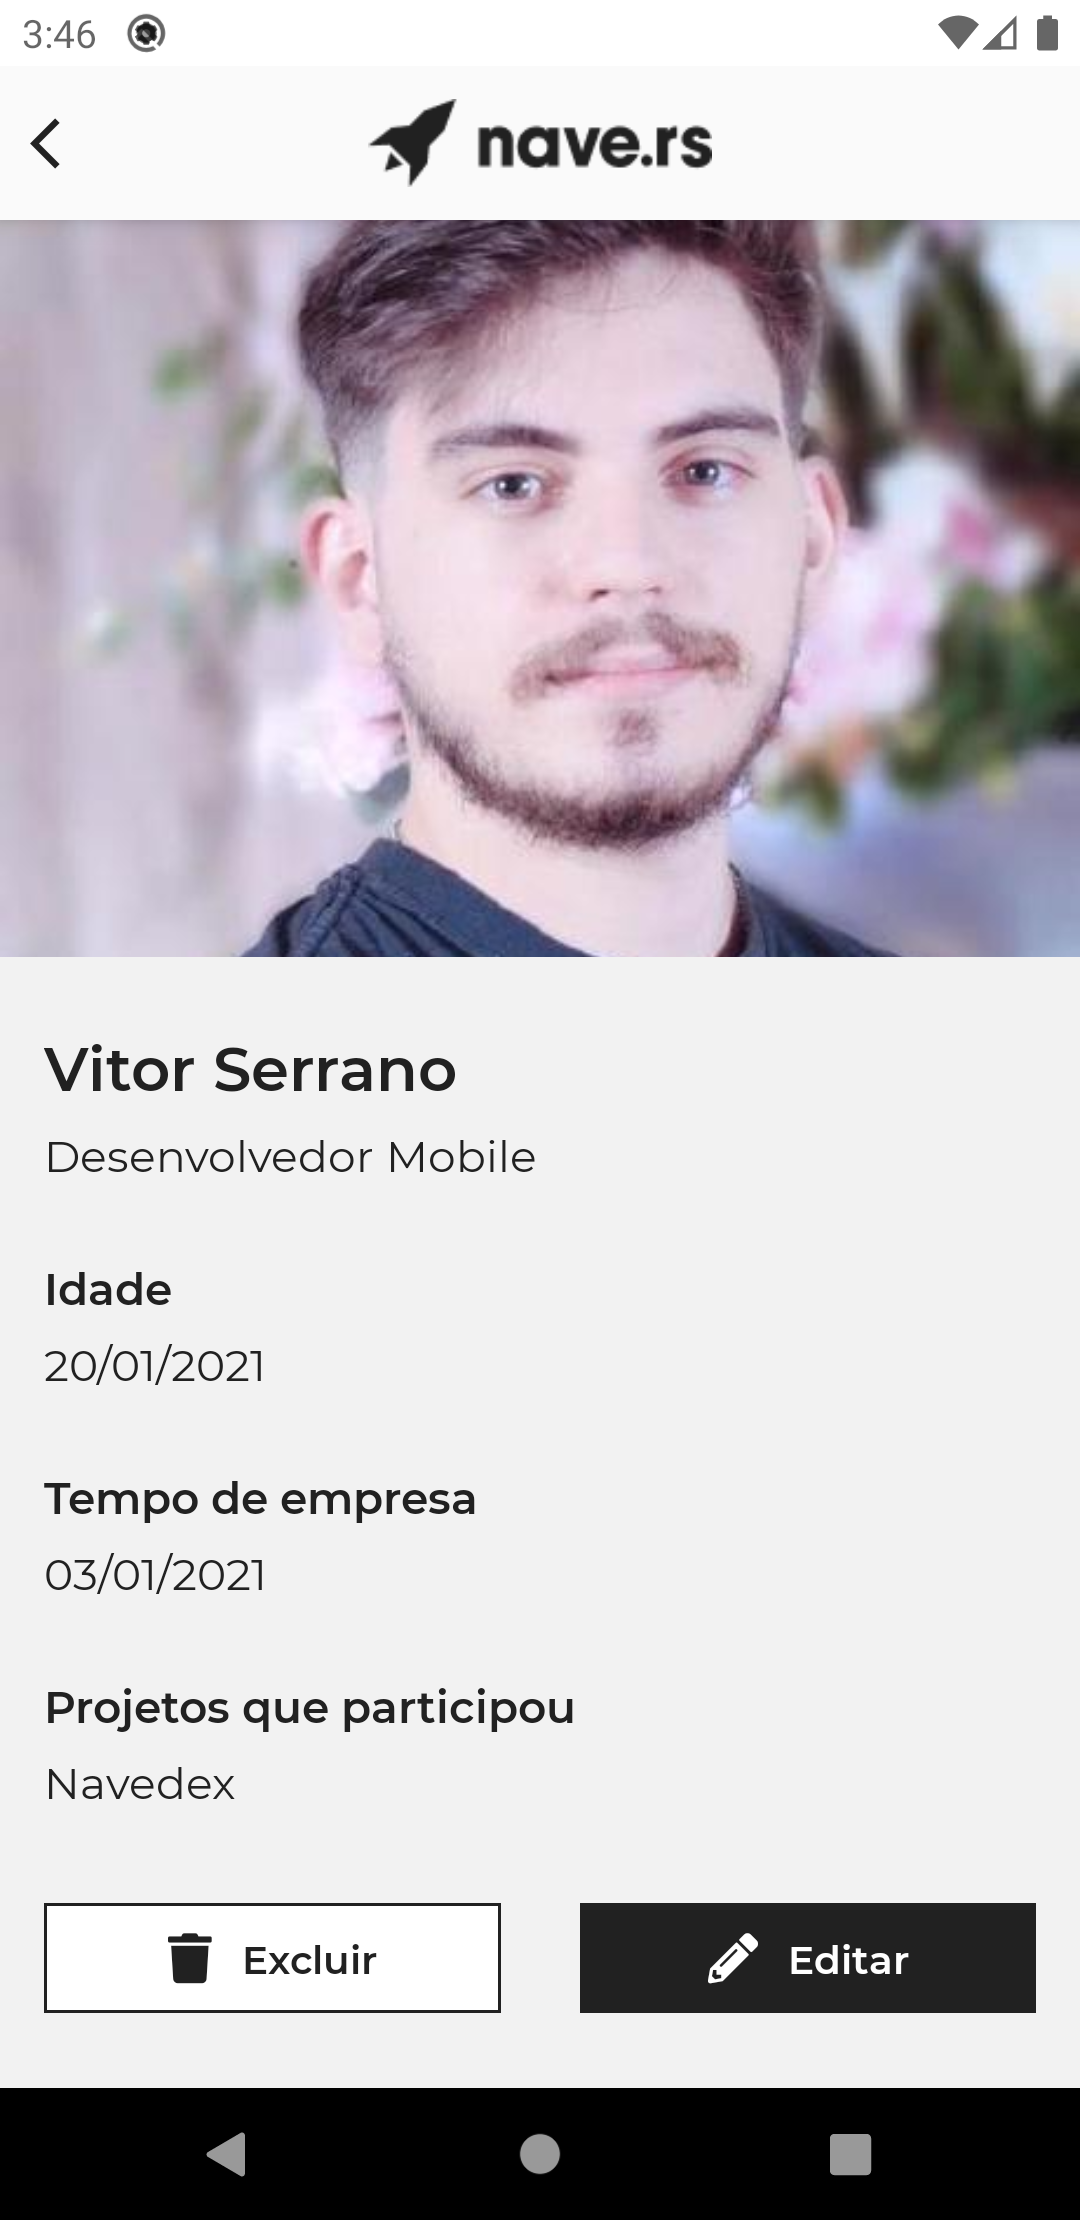 3:46
nave.rs
Vitor Serrano
Desenvolvedor Mobile
Idade
20/01/2021
Tempo de empresa
03/01/2021
Projetos que participou
Navedex
Excluir
Editar